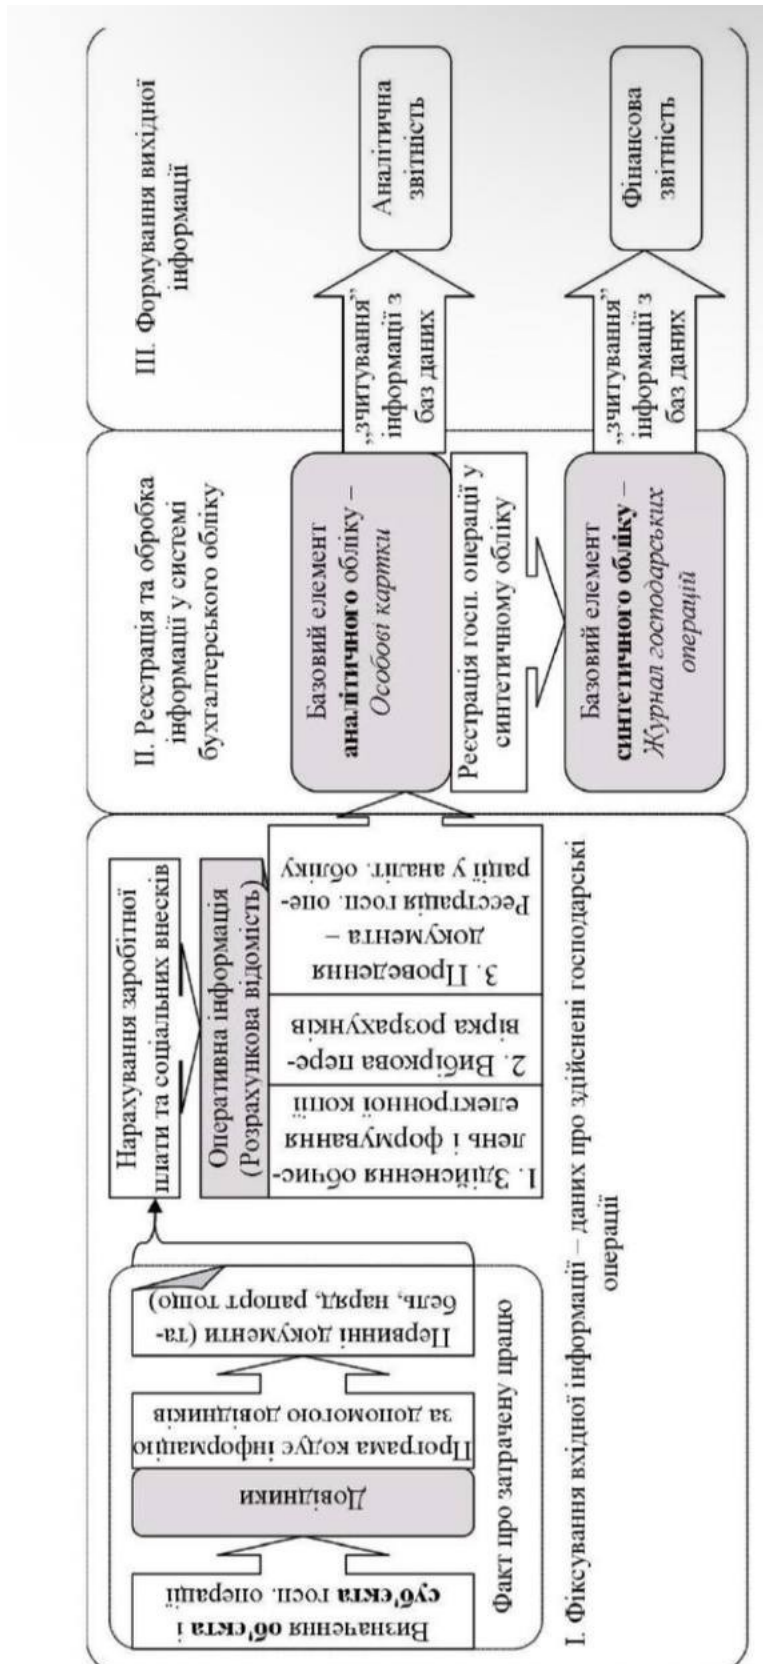 І. Фіксування вхідної інформації – даних про здійснені господарські
операції
Факт про затрачену працю
Визначення об'єкта і
суб'єкта госп. операції
Довідники
Програма кодує інформацію
за допомогою довідників
Первинні документи (та-
бель, наряд, рапорт тощо)
Нарахування заробітної
плати та соціальних внесків
Оперативна інформація
(Розрахункова відомість)
1. Здійснення обчис-
лень і формування
електронної копії
2. Вибіркова пере-
вірка розрахунків
3. Проведення
документа –
Реєстрація госп. опе-
рації у аналіт. обліку
ІІ. Реєстрація та обробка
інформації у системі
бухгалтерського обліку
Базовий елемент
аналітичного обліку –
Особові картки
Реєстрація госп. операції у
синтетичному обліку
Базовий елемент
синтетичного обліку –
Журнал господарських
операцій
ІІІ. Формування вихідної
інформації
„зчитування”
інформації з
баз даних
Аналітична
звітність
„зчитування”
інформації з
баз даних
Фінансова
звітність